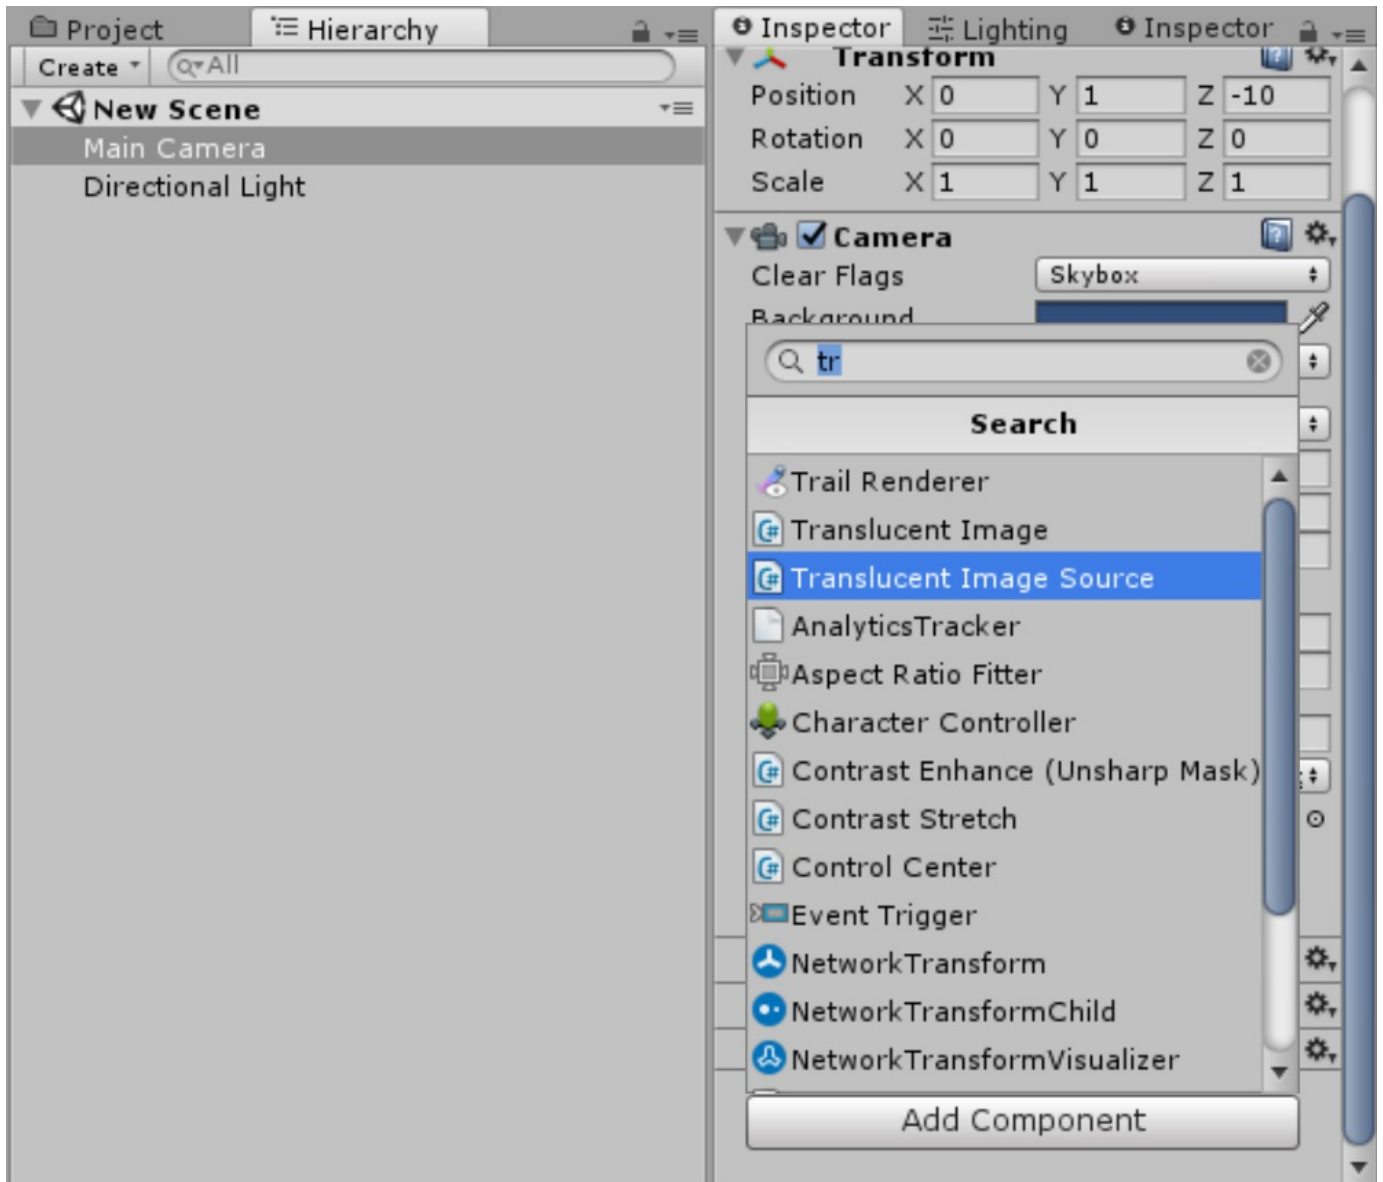 Project Hierarchy
Create All
New Scene
Main Camera
Directional Light
Inspector Lighting Inspector
Transform
Position X 0 Y 1 Z -10
Rotation X 0 Y 0 Z 0
Scale X 1 Y 1 Z 1
Camera
Clear Flags Skybox
Background
tr
Search
Trail Renderer
Translucent Image
Translucent Image Source
AnalyticsTracker
Aspect Ratio Fitter
Character Controller
Contrast Enhance (Unsharp Mask)
Contrast Stretch
Control Center
Event Trigger
NetworkTransform
NetworkTransformChild
NetworkTransformVisualizer
Add Component